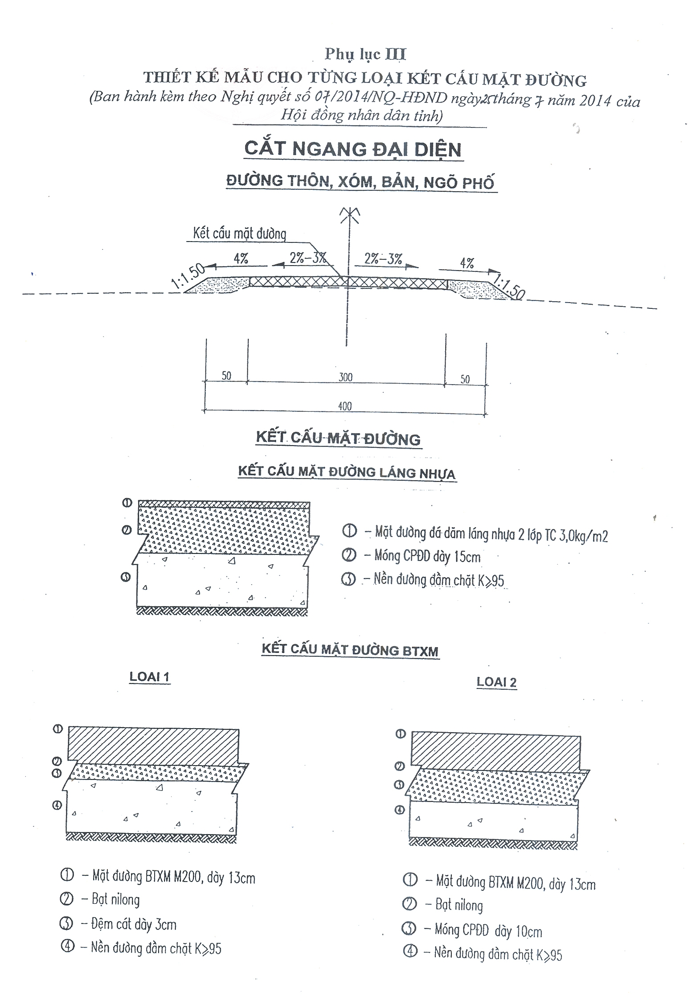 Phụ lục III
THIẾT KẾ MẪU CHO TỪNG LOẠI KẾT CẤU MẶT ĐƯỜNG
(Ban hành kèm theo Nghị quyết số 07/2014/NQ-HĐND ngày 25 tháng 7 năm 2014 của
Hội đồng nhân dân tỉnh)
CẮT NGANG ĐẠI DIỆN
ĐƯỜNG THÔN, XÓM, BẢN, NGÕ PHỐ
Kết cấu mặt đường
1:1.50 4% 2%-3% 2%-3% 4% 1:1.50
50 300 50
400
KẾT CẤU MẶT ĐƯỜNG
KẾT CẤU MẶT ĐƯỜNG LÁNG NHỰA
①
②
③
① - Mặt đường đá dăm láng nhựa 2 lớp TC 3,0kg/m2
② - Móng CPĐD dày 15cm
③ - Nền đường đầm chặt K⩾95
KẾT CẤU MẶT ĐƯỜNG BTXM
LOAI 1
①
②
③
④
① - Mặt đường BTXM M200, dày 13cm
② - Bạt nilong
③ - Đệm cát dày 3cm
④ - Nền đường đầm chặt K⩾95
LOAI 2
①
②
③
④
① - Mặt đường BTXM M200, dày 13cm
② - Bạt nilong
③ - Móng CPĐD dày 10cm
④ - Nền đường đầm chặt K⩾95